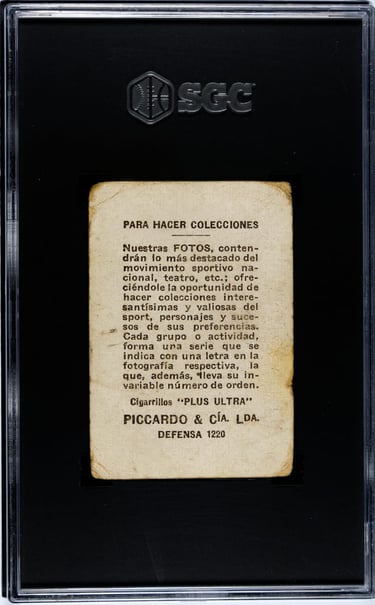 SGC
PARA HACER COLECCIONES
Nuestras FOTOS, conten-
drán lo más destacado del
movimiento sportivo na-
cional, teatro, etc.; ofre-
ciéndole la oportunidad de
hacer colecciones intere-
santísimas y valiosas del
sport, personajes y suce-
sos de sus preferencias.
Cada grupo o actividad,
forma una serie que se
indica con una letra en la
fotografía respectiva, la
que, además, lleva su in-
variable número de orden.
Cigarrillos "PLUS ULTRA"
PICCARDO & CÍA. LDA.
DEFENSA 1220